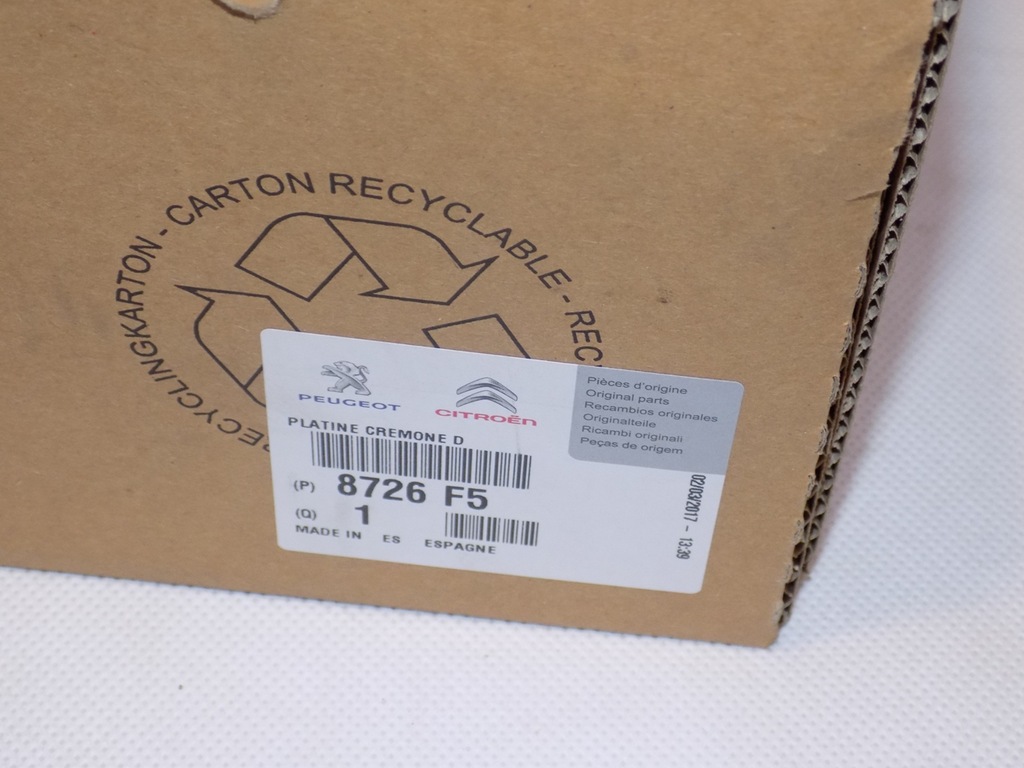 RECYCLINGKARTON - CARTON RECYCLABLE - REC
PEUGEOT
CITROËN
Pièces d'origine
Original parts
Recambios originales
Originalteile
Ricambi originali
Peças de origem
PLATINE CREMONE D
(P) 8726 F5
(Q) 1
MADE IN ES ESPAGNE
02/03/2017 - 13:39